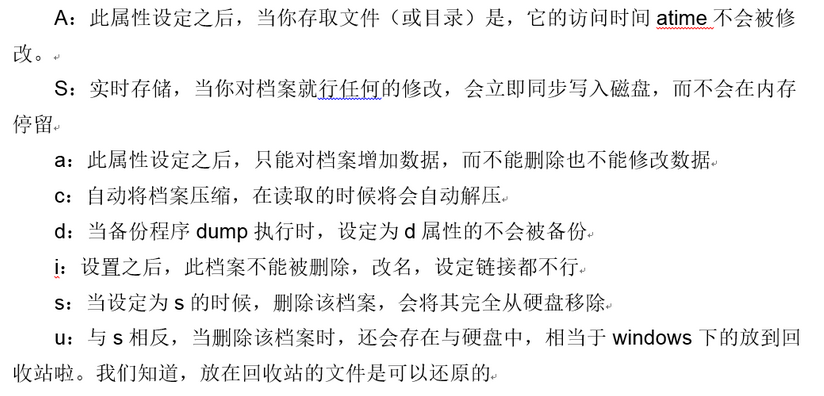 A：此属性设定之后，当你存取文件（或目录）是，它的访问时间 atime 不会被修
改。
S：实时存储，当你对档案就行任何的修改，会立即同步写入磁盘，而不会在内存
停留
a：此属性设定之后，只能对档案增加数据，而不能删除也不能修改数据
c：自动将档案压缩，在读取的时候将会自动解压
d：当备份程序 dump 执行时，设定为 d 属性的不会被备份
i：设置之后，此档案不能被删除，改名，设定链接都不行
s：当设定为 s 的时候，删除该档案，会将其完全从硬盘移除
u：与 s 相反，当删除该档案时，还会存在与硬盘中，相当于 windows 下的放到回
收站啦。我们知道，放在回收站的文件是可以还原的